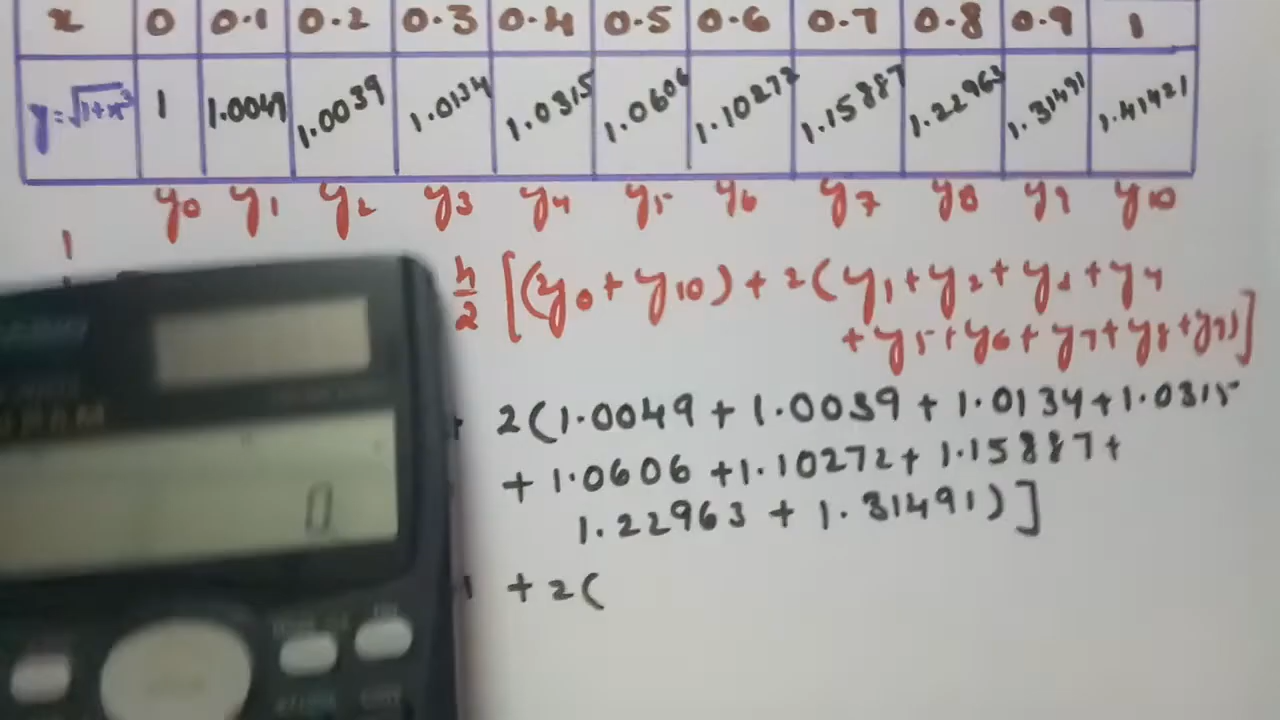 x 0 0.1 0.2 0.3 0.4 0.5 0.6 0.7 0.8 0.9 1
y=√1+x³ 1 1.0049 1.0039 1.0134 1.0315 1.0606 1.10272 1.15887 1.22963 1.31491 1.41421
y0 y1 y2 y3 y4 y5 y6 y7 y8 y9 y10
h/2 [(y0+y10)+2(y1+y2+y3+y4
+y5+y6+y7+y8+y9)]
+ 2(1.0049+1.0039+1.0134+1.0315
+1.0606+1.10272+1.15887+
1.22963+1.31491)]
1 +2(
0